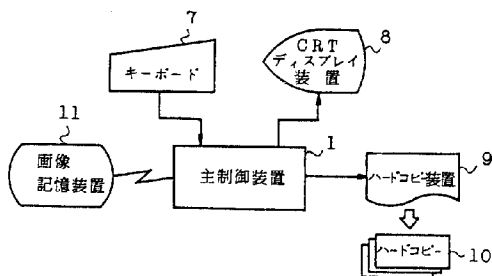 7
キーボード
CRT
ディスプレイ
装置
8
11
画像
記憶装置
1
主制御装置
ハードコピー装置
9
ハードコピー
10